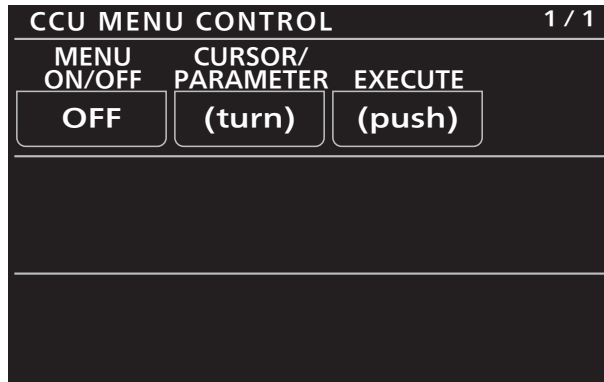 CCU MENU CONTROL 1 / 1
MENU ON/OFF
CURSOR/ PARAMETER
EXECUTE
OFF
(turn)
(push)